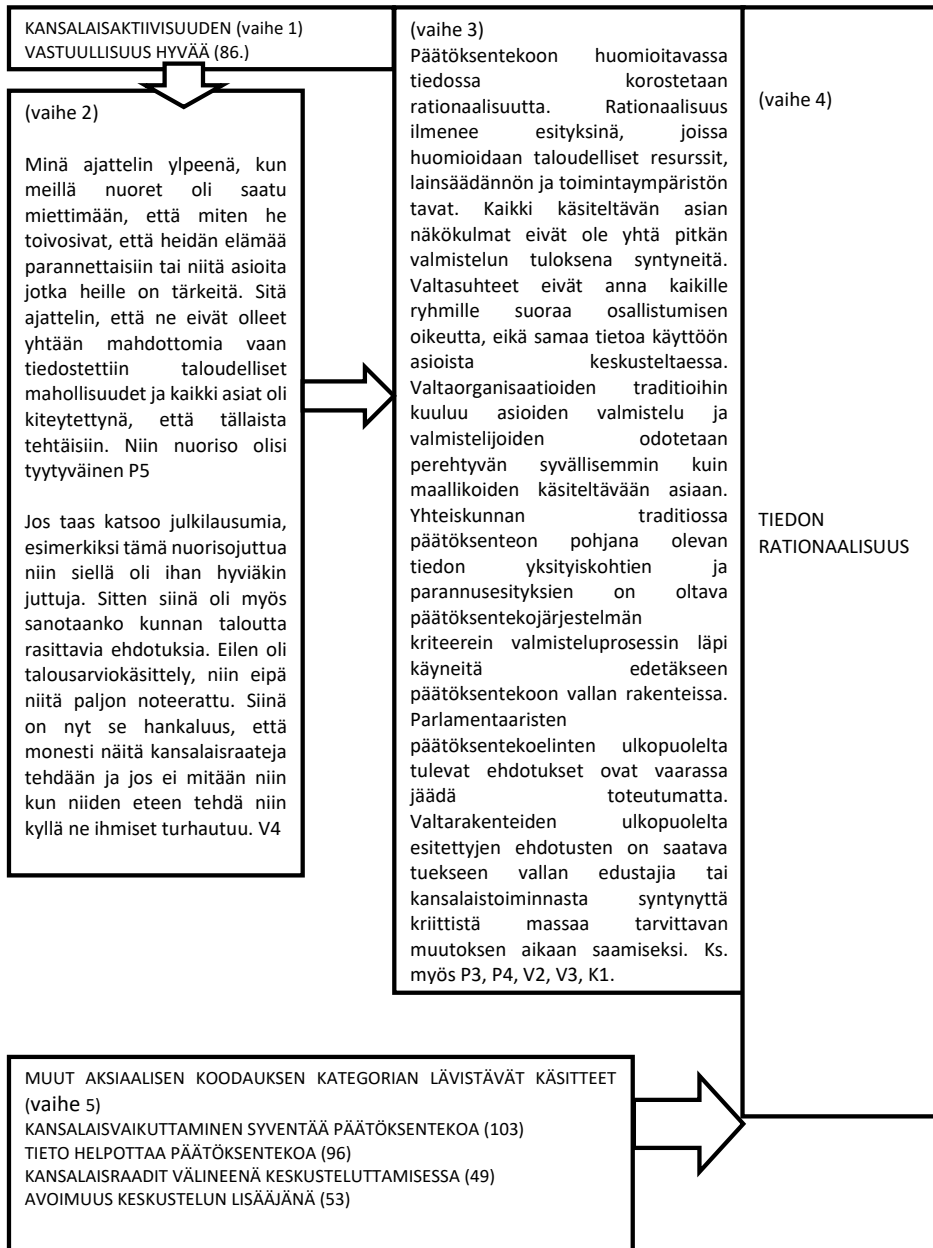 KANSALAISAKTIIVISUUDEN (vaihe 1)
VASTUULLISUUS HYVÄÄ (86.)
(vaihe 2)
Minä ajattelin ylpeenä, kun
meillä nuoret oli saatu
miettimään, että miten he
toivosivat, että heidän elämää
parannettaisiin tai niitä asioita
jotka heille on tärkeitä. Sitä
ajattelin, että ne eivät olleet
yhtään mahdottomia vaan
tiedostettiin taloudelliset
mahollisuudet ja kaikki asiat oli
kiteytettynä, että tällaista
tehtäisiin. Niin nuoriso olisi
tyytyväinen P5
Jos taas katsoo julkilausumia,
esimerkiksi tämä nuorisojuttua
niin siellä oli ihan hyviäkin
juttuja. Sitten siinä oli myös
sanotaanko kunnan taloutta
rasittavia ehdotuksia. Eilen oli
talousarviokäsittely, niin eipä
niitä paljon noteerattu. Siinä
on nyt se hankaluus, että
monesti näitä kansalaisraateja
tehdään ja jos ei mitään niin
kun niiden eteen tehdä niin
kyllä ne ihmiset turhautuu. V4
(vaihe 3)
Päätöksentekoon huomioitavassa
tiedossa korostetaan
rationaalisuutta. Rationaalisuus
ilmenee esityksinä, joissa
huomioidaan taloudelliset resurssit,
lainsäädännön ja toimintaympäristön
tavat. Kaikki käsiteltävän asian
näkökulmat eivät ole yhtä pitkän
valmistelun tuloksena syntyneitä.
Valtasuhteet eivät anna kaikille
ryhmille suoraa osallistumisen
oikeutta, eikä samaa tietoa käyttöön
asioista keskusteltaessa.
Valtaorganisaatioiden traditioihin
kuuluu asioiden valmistelu ja
valmistelijoiden odotetaan
perehtyvän syvällisemmin kuin
maallikoiden käsiteltävään asiaan.
Yhteiskunnan traditiossa
päätöksenteon pohjana olevan
tiedon yksityiskohtien ja
parannusesityksien on oltava
päätöksentekojärjestelmän
kriteerein valmisteluprosessin läpi
käyneitä edetäkseen
päätöksentekoon vallan rakenteissa.
Parlamentaaristen
päätöksentekoelinten ulkopuolelta
tulevat ehdotukset ovat vaarassa
jäädä toteutumatta.
Valtarakenteiden ulkopuolelta
esitettyjen ehdotusten on saatava
tuekseen vallan edustajia tai
kansalaistoiminnasta syntynyttä
kriittistä massaa tarvittavan
muutoksen aikaan saamiseksi. Ks.
myös P3, P4, V2, V3, K1.
(vaihe 4)
TIEDON
RATIONAALISUUS
MUUT AKSIAALISEN KOODAUKSEN KATEGORIAN LÄVISTÄVÄT KÄSITTEET
(vaihe 5)
KANSALAISVAIKUTTAMINEN SYVENTÄÄ PÄÄTÖKSENTEKOA (103)
TIETO HELPOTTAA PÄÄTÖKSENTEKOA (96)
KANSALAISRAADIT VÄLINEENÄ KESKUSTELUTTAMISESSA (49)
AVOIMUUS KESKUSTELUN LISÄÄJÄNÄ (53)